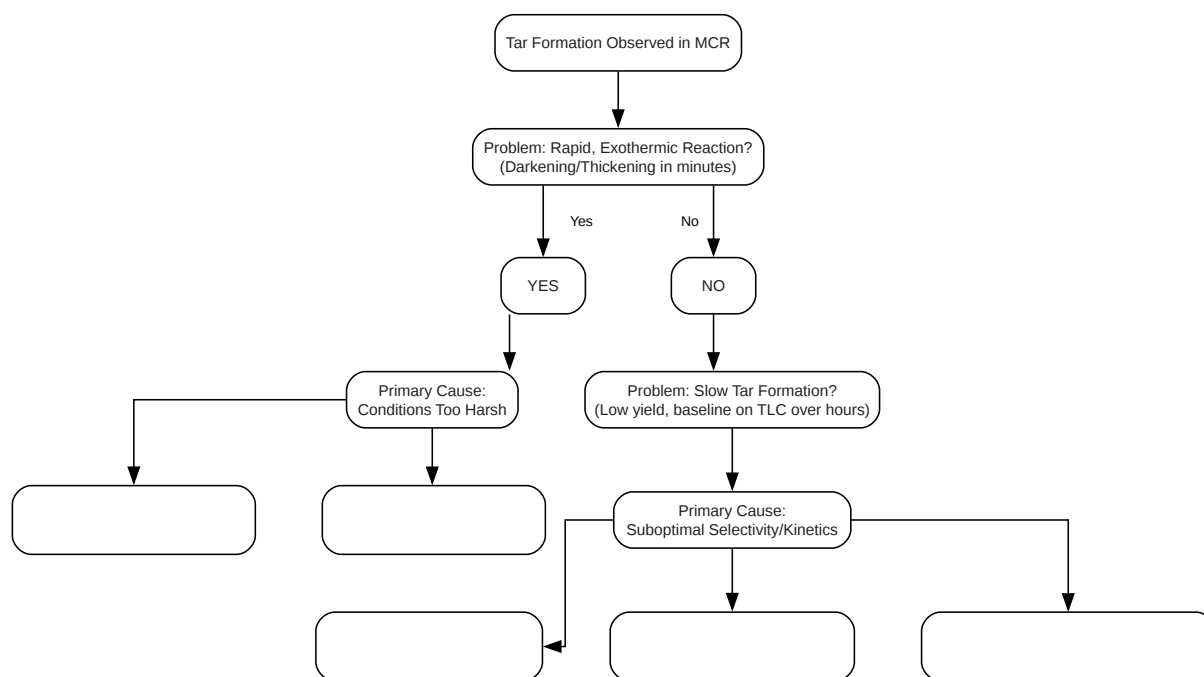 Tar Formation Observed in MCR
Problem: Rapid, Exothermic Reaction?
(Darkening/Thickening in minutes)
Yes
No
YES
NO
Primary Cause:
Conditions Too Harsh
Problem: Slow Tar Formation?
(Low yield, baseline on TLC over hours)
Primary Cause:
Suboptimal Selectivity/Kinetics